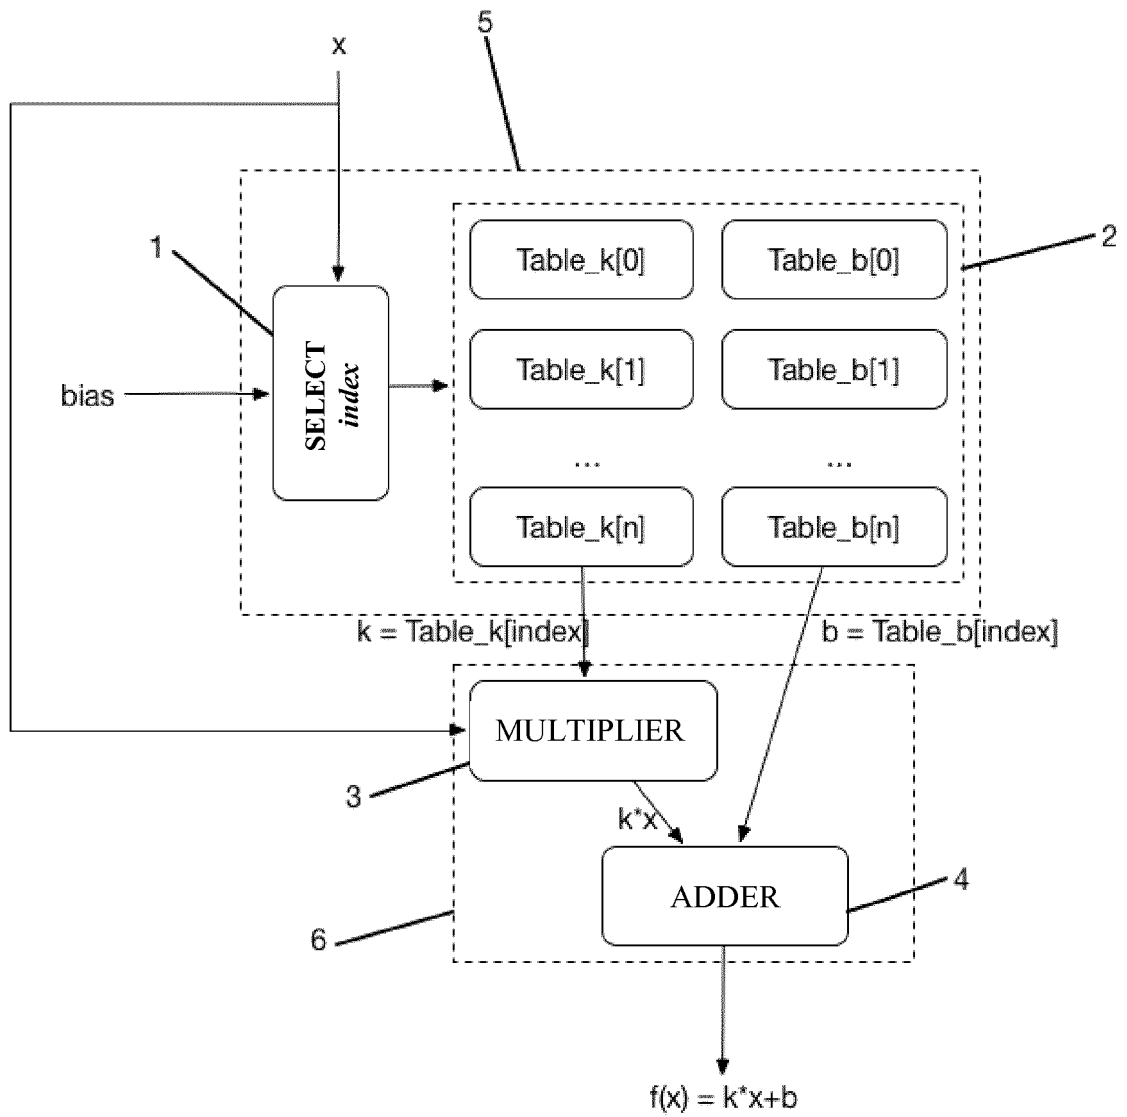 5
x
1
2
Table_k[0]
Table_b[0]
Table_k[1]
Table_b[1]
bias
SELECT
index
...
...
Table_k[n]
Table_b[n]
k = Table_k[index]
b = Table_b[index]
MULTIPLIER
3
k*x
ADDER
4
6
f(x) = k*x+b